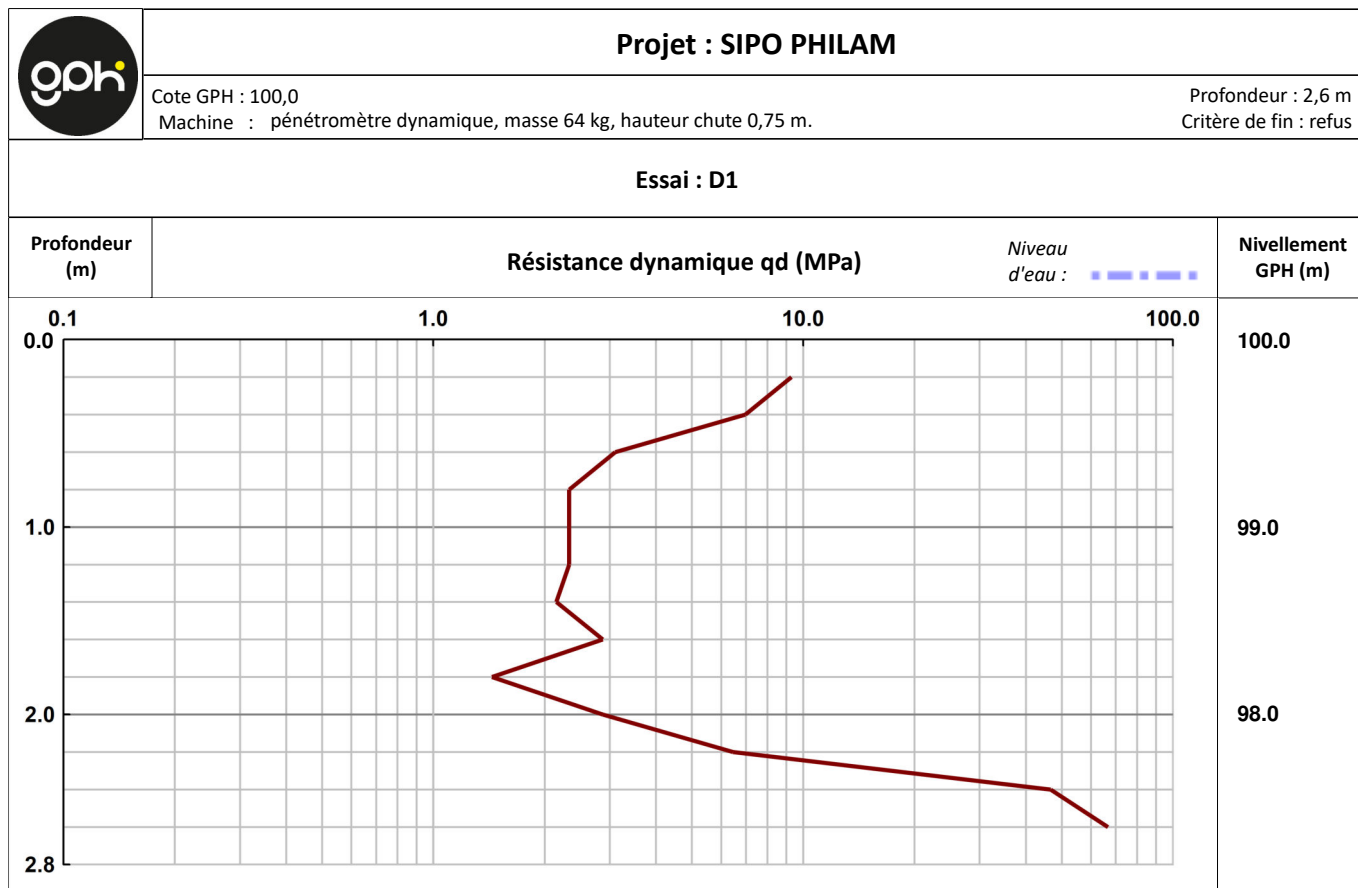 gph
Projet : SIPO PHILAM
Cote GPH : 100,0
Profondeur : 2,6 m
Machine : pénétromètre dynamique, masse 64 kg, hauteur chute 0,75 m.
Critère de fin : refus
Essai : D1
Profondeur
(m)
Résistance dynamique qd (MPa)
Niveau
d'eau :
Nivellement
GPH (m)
0.1 1.0 10.0 100.0
0.0 100.0
1.0 99.0
2.0 98.0
2.8